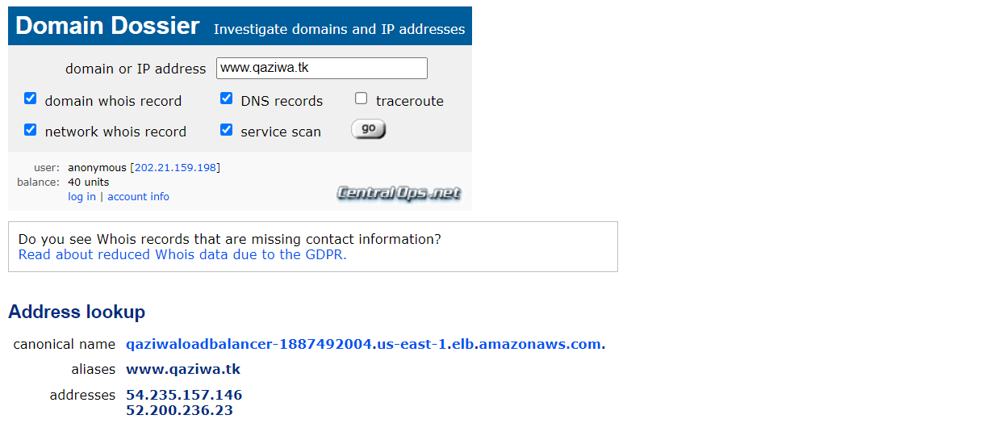 Domain Dossier Investigate domains and IP addresses
domain or IP address www.qaziwa.tk
domain whois record DNS records traceroute
network whois record service scan go
user: anonymous [202.21.159.198]
balance: 40 units
log in | account info
CentralOps.net
Do you see Whois records that are missing contact information?
Read about reduced Whois data due to the GDPR.
Address lookup
canonical name qaziwaloadbalancer-1887492004.us-east-1.elb.amazonaws.com.
aliases www.qaziwa.tk
addresses 54.235.157.146
52.200.236.23